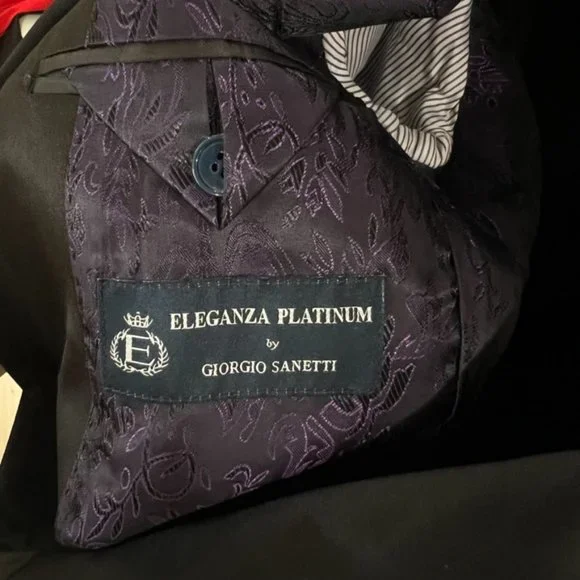 E
ELEGANZA PLATINUM
by
GIORGIO SANETTI